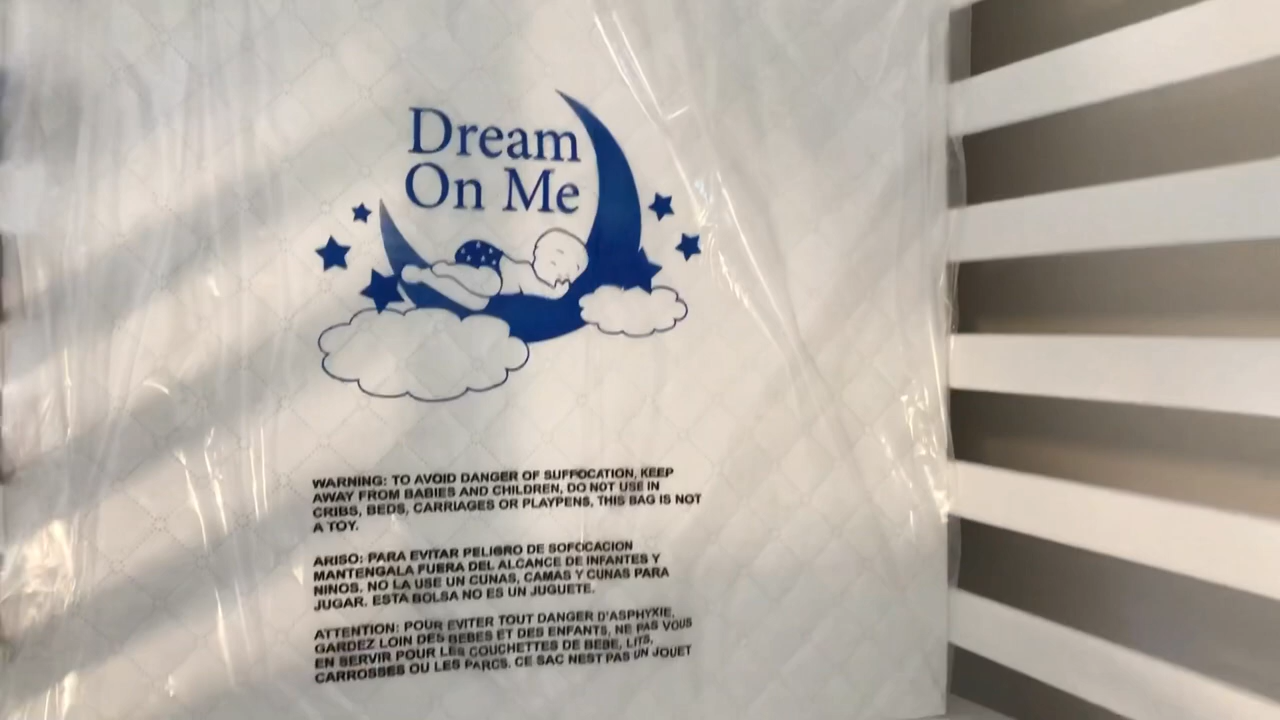 Dream
On Me
WARNING: TO AVOID DANGER OF SUFFOCATION, KEEP
AWAY FROM BABIES AND CHILDREN, DO NOT USE IN
CRIBS, BEDS, CARRIAGES OR PLAYPENS, THIS BAG IS NOT
A TOY.
ARISO: PARA EVITAR PELIGRO DE SOFOCACION
MANTENGALA FUERA DEL ALCANCE DE INFANTES Y
NINOS. NO LA USE UN CUNAS, CAMAS Y CUNAS PARA
JUGAR. ESTA BOLSA NO ES UN JUGUETE.
ATTENTION: POUR EVITER TOUT DANGER D'ASPHYXIE,
GARDEZ LOIN DES BEBES ET DES ENFANTS, NE PAS VOUS
EN SERVIR POUR LES COUCHETTES DE BEBE, LITS,
CARROSSES OU LES PARCS. CE SAC NEST PAS UN JOUET